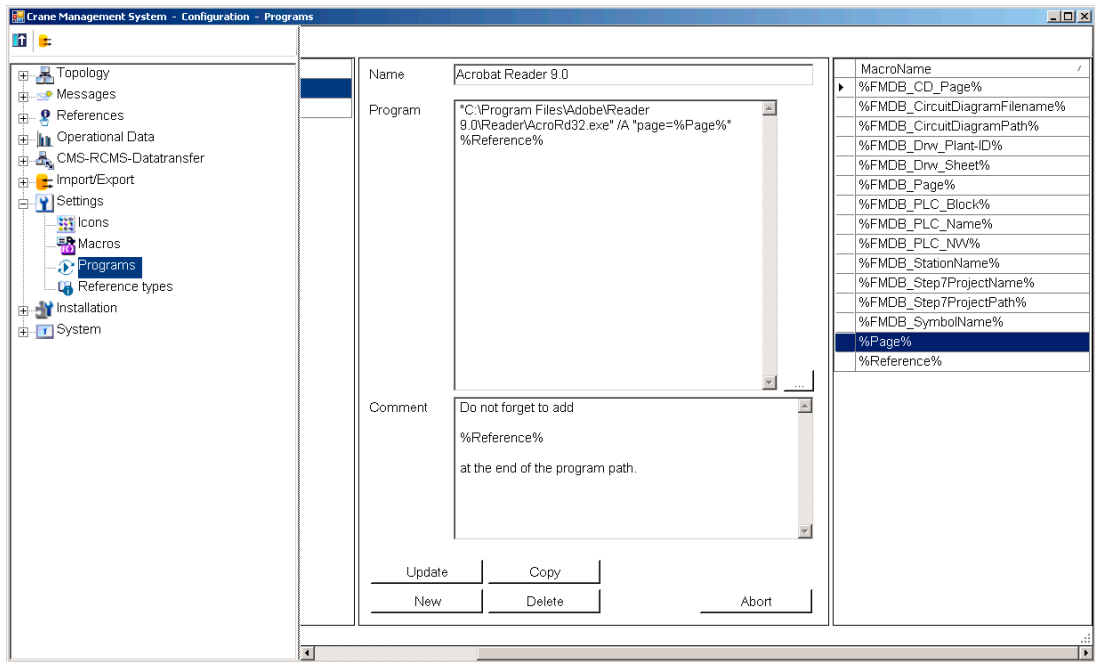 Crane Management System - Configuration - Programs
Topology
Messages
References
Operational Data
CMS-RCMS-Datatransfer
Import/Export
Settings
Icons
Macros
Programs
Reference types
Installation
System
Name
Acrobat Reader 9.0
Program
"C:\Program Files\Adobe\Reader
9.0\Reader\AcroRd32.exe" /A "page=%Page%"
%Reference%
...
Comment
Do not forget to add
%Reference%
at the end of the program path.
Update
Copy
New
Delete
Abort
MacroName
%FMDB_CD_Page%
%FMDB_CircuitDiagramFilename%
%FMDB_CircuitDiagramPath%
%FMDB_Drw_Plant-ID%
%FMDB_Drw_Sheet%
%FMDB_Page%
%FMDB_PLC_Block%
%FMDB_PLC_Name%
%FMDB_PLC_NW%
%FMDB_StationName%
%FMDB_Step7ProjectName%
%FMDB_Step7ProjectPath%
%FMDB_SymbolName%
%Page%
%Reference%